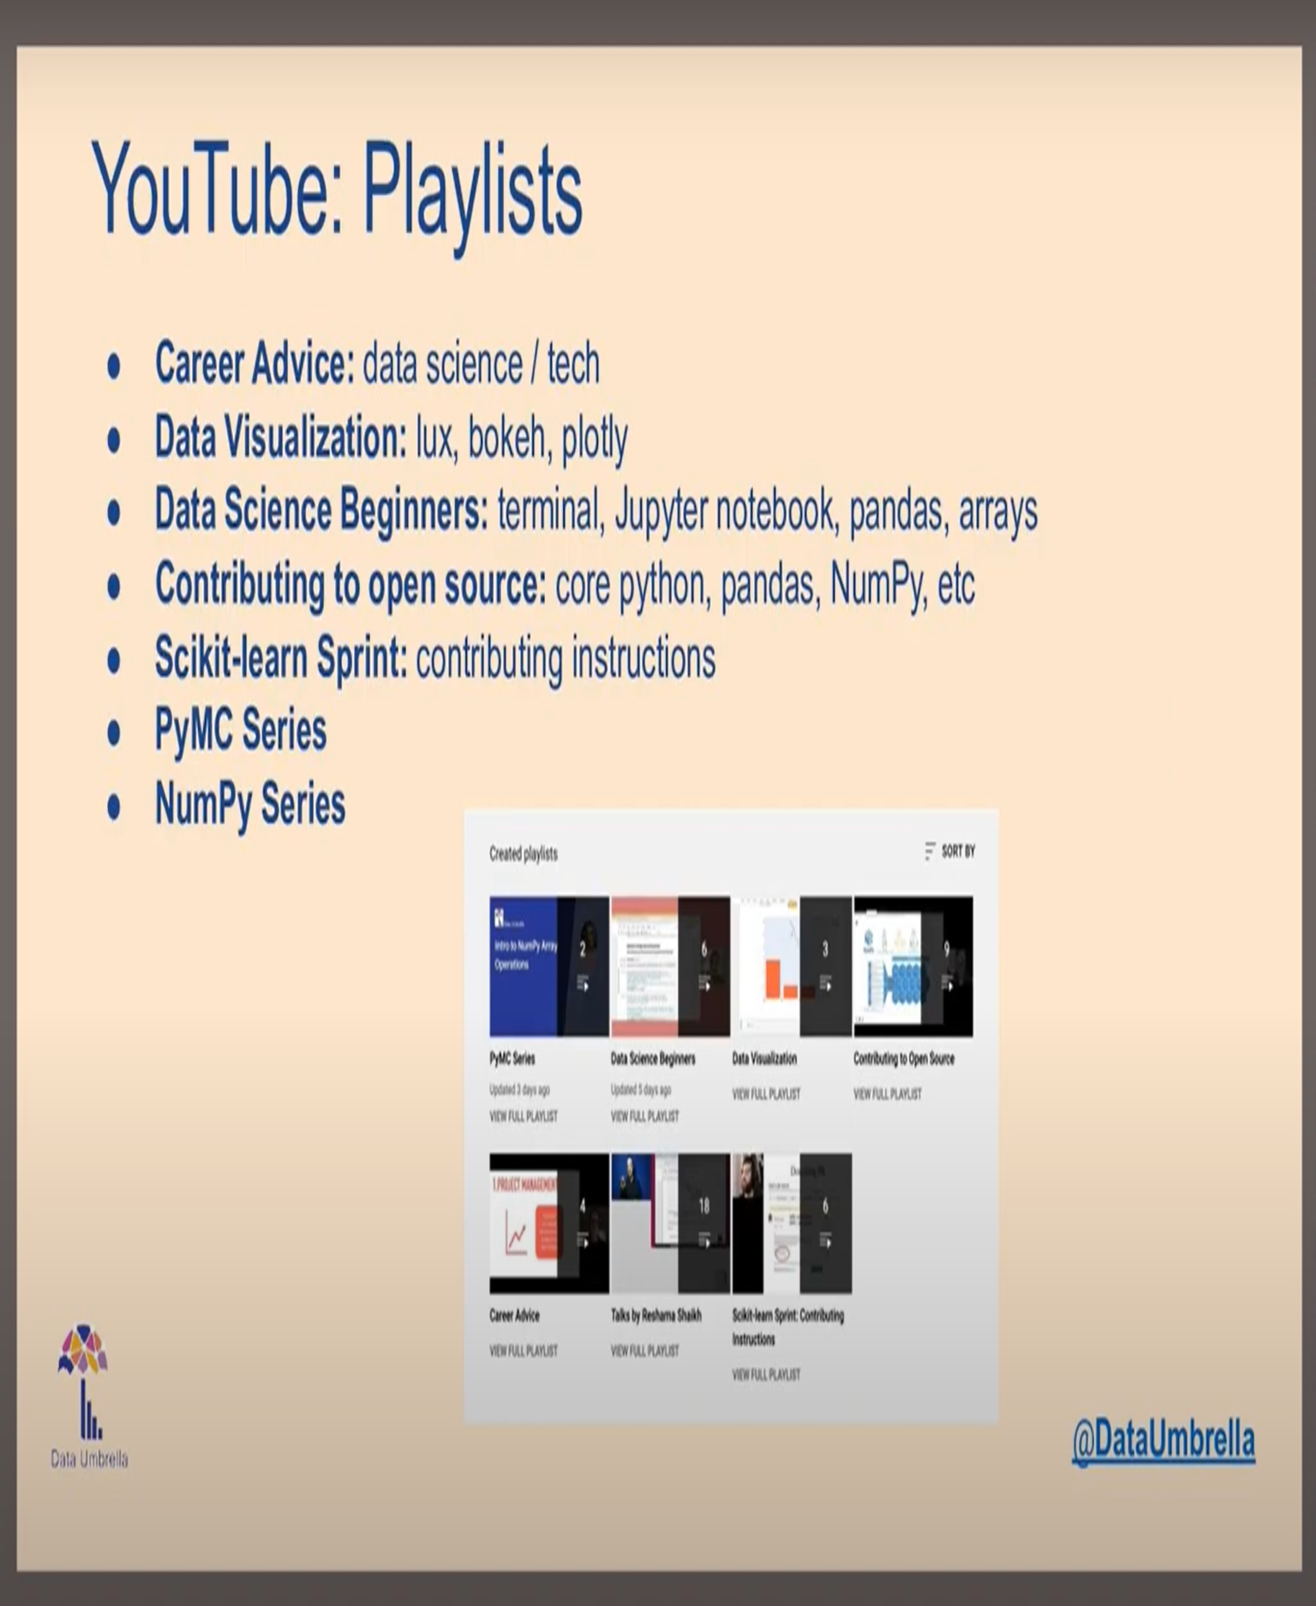 YouTube: Playlists
● Career Advice: data science / tech
● Data Visualization: lux, bokeh, plotly
● Data Science Beginners: terminal, Jupyter notebook, pandas, arrays
● Contributing to open source: core python, pandas, NumPy, etc
● Scikit-learn Sprint: contributing instructions
● PyMC Series
● NumPy Series
Created playlists
SORT BY
Intro to NumPy Array
Operations
2
6
3
9
PyMC Series
Updated 3 days ago
VIEW FULL PLAYLIST
Data Science Beginners
Updated 5 days ago
VIEW FULL PLAYLIST
Data Visualization
VIEW FULL PLAYLIST
Contributing to Open Source
VIEW FULL PLAYLIST
1.PROJECT MANAGEMENT
4
18
6
Career Advice
VIEW FULL PLAYLIST
Talks by Reshama Shaikh
VIEW FULL PLAYLIST
Scikit-learn Sprint: Contributing
Instructions
VIEW FULL PLAYLIST
Data Umbrella
@DataUmbrella